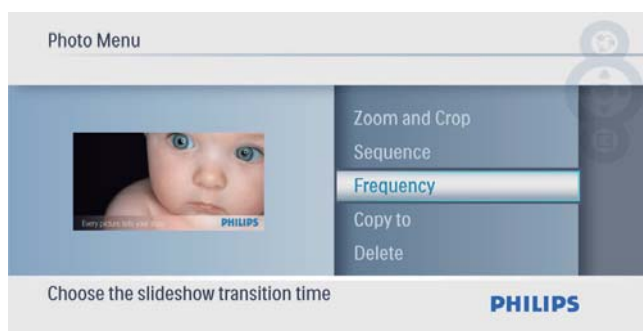 Photo Menu
Zoom and Crop
Sequence
Frequency
Copy to
Delete
PHILIPS
Choose the slideshow transition time
PHILIPS